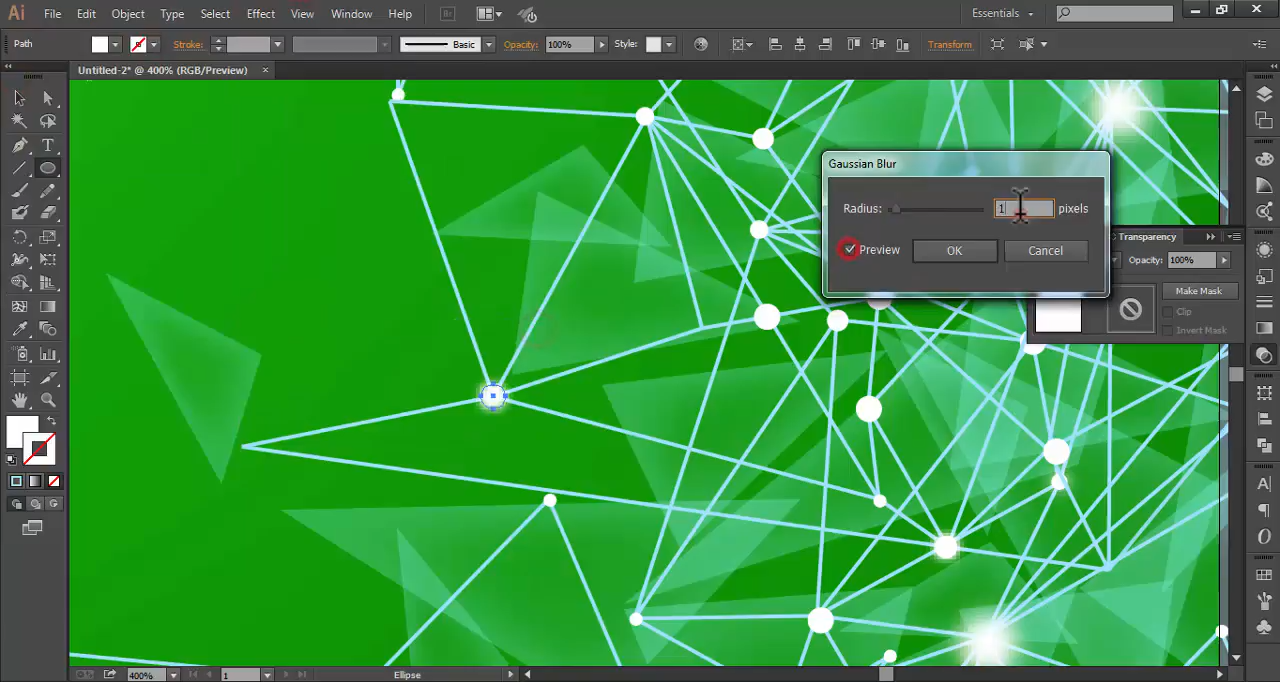 Ai File Edit Object Type Select Effect View Window Help Br Essentials
Path Stroke: Basic Opacity: 100% Style: Transform
Untitled-2* @ 400% (RGB/Preview) ×
Gaussian Blur
Radius: 1 pixels
Preview OK Cancel
Transparency
Opacity: 100%
Make Mask
Clip
Invert Mask
400% 1 Ellipse